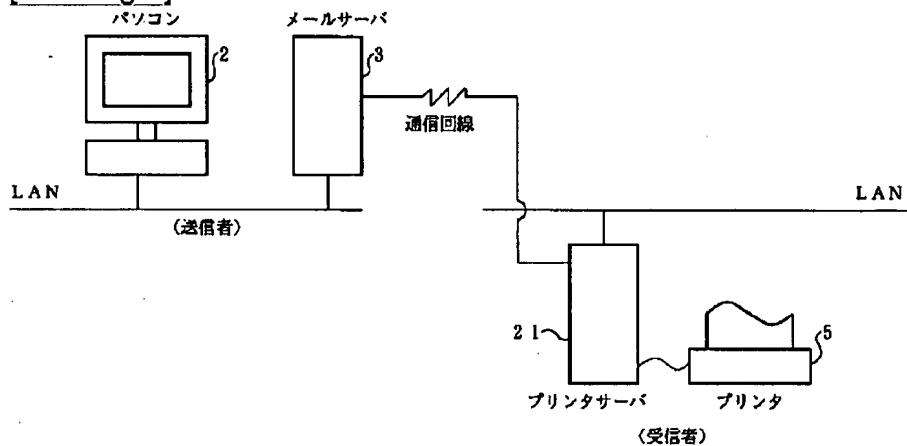 パソコン
メールサーバ
2
3
通信回線
LAN
LAN
(送信者)
21
5
プリンタサーバ
プリンタ
(受信者)